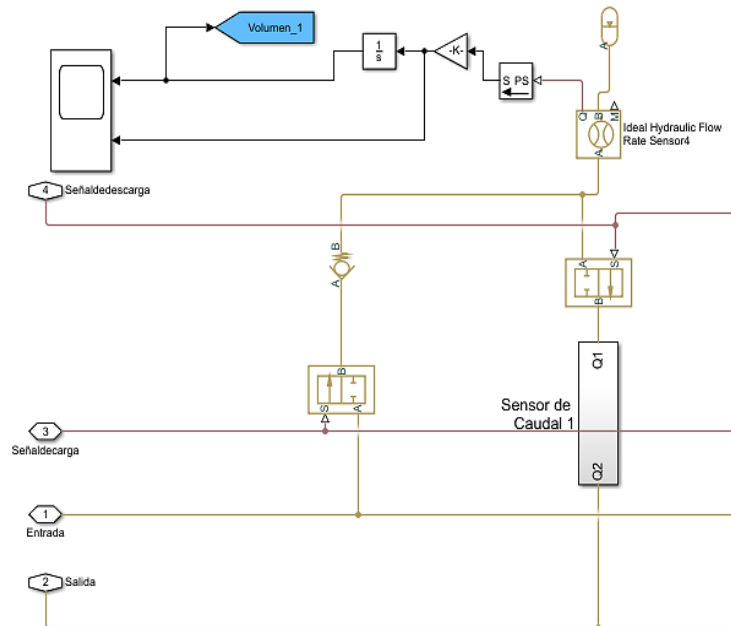 Volumen_1
1
s
-K-
S PS
A
Q
B
M
A
Ideal Hydraulic Flow
Rate Sensor4
4
Señaldedescarga
B
A
A
S
B
B
S
A
Q1
Sensor de
Caudal 1
Q2
3
Señaldecarga
1
Entrada
2
Salida